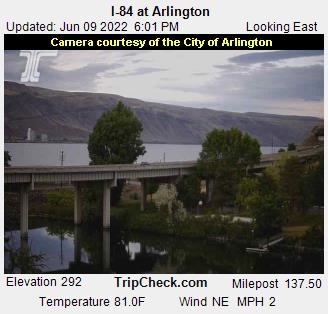 I-84 at Arlington
Updated: Jun 09 2022 6:01 PM Looking East
Camera courtesy of the City of Arlington
Elevation 292 TripCheck.com Milepost 137.50
Temperature 81.0F Wind NE MPH 2